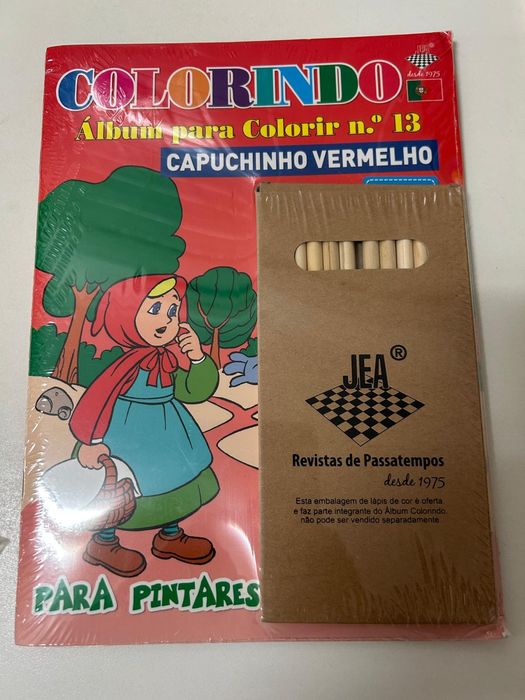 COLORINDO
JEA®
desde 1975
Álbum para Colorir n.º 13
CAPUCHINHO VERMELHO
JEA®
Revistas de Passatempos
desde 1975
Esta embalagem de lápis de cor é oferta
e faz parte integrante do Álbum Colorindo
não pode ser vendido separadamente
PARA PINTARES